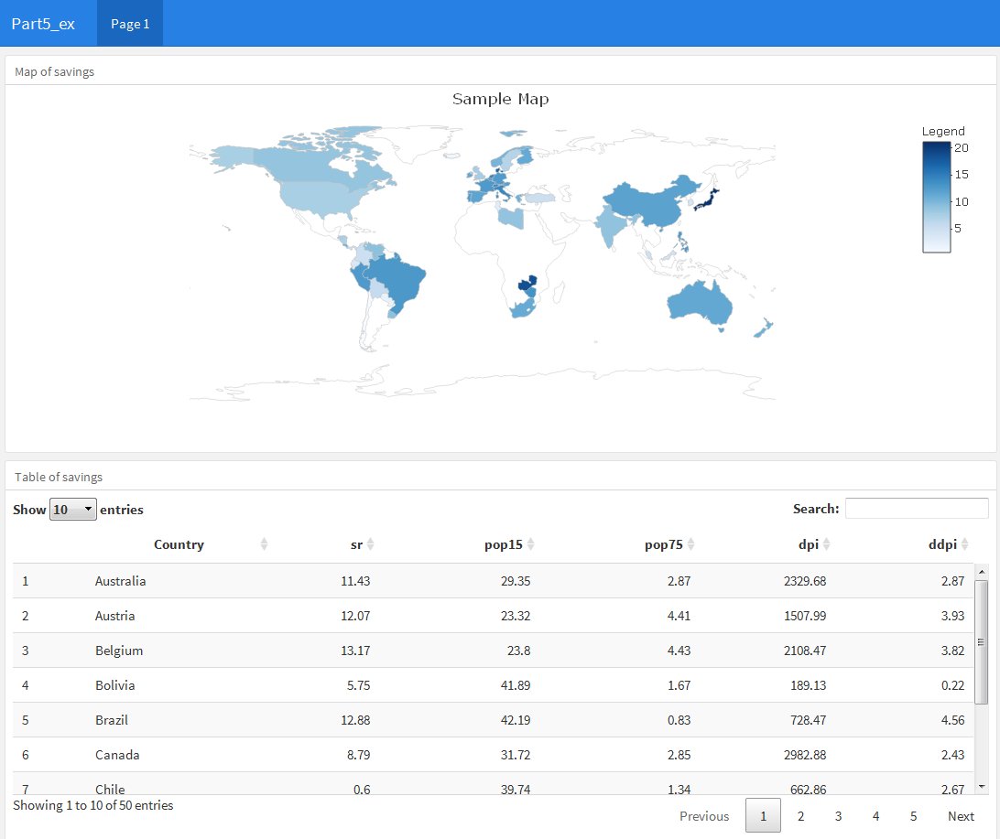 Part5_ex Page 1
Map of savings
Sample Map
Legend
20
15
10
5
Table of savings
Show 10 entries Search:
Country sr pop15 pop75 dpi ddpi
1 Australia 11.43 29.35 2.87 2329.68 2.87
2 Austria 12.07 23.32 4.41 1507.99 3.93
3 Belgium 13.17 23.8 4.43 2108.47 3.82
4 Bolivia 5.75 41.89 1.67 189.13 0.22
5 Brazil 12.88 42.19 0.83 728.47 4.56
6 Canada 8.79 31.72 2.85 2982.88 2.43
7 Chile 0.6 39.74 1.34 662.86 2.67
Showing 1 to 10 of 50 entries
Previous 1 2 3 4 5 Next